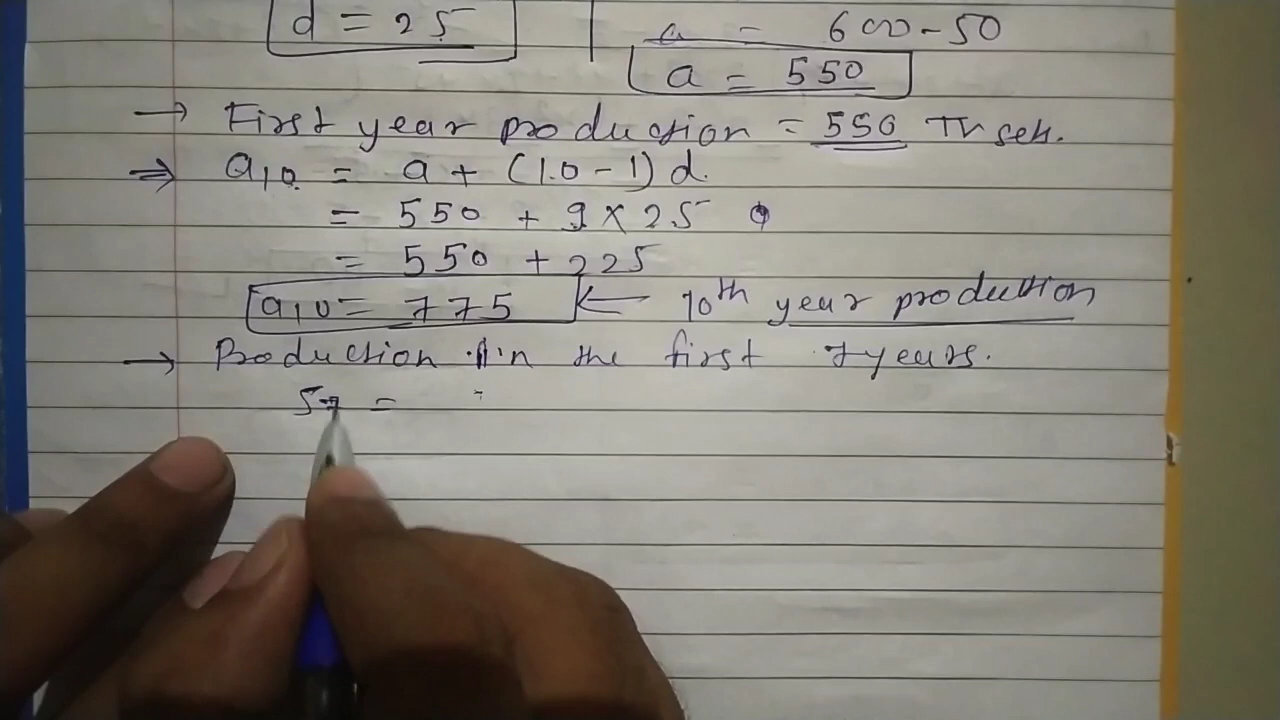 d = 25
a = 600 - 50
a = 550
→ First year production = 550 TV sets.
⇒ a10 = a + (10 - 1) d.
= 550 + 9 × 25
= 550 + 225
a10 = 775 ← 10th year production
→ Production in the first 7 years.
S7 =